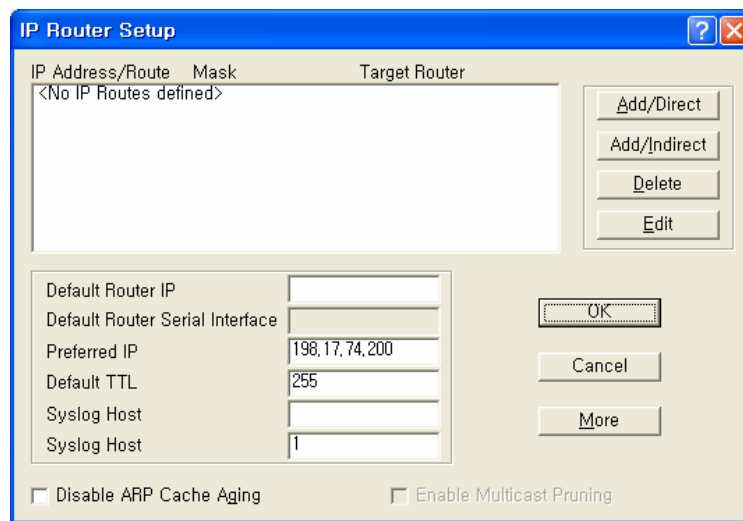 IP Router Setup
IP Address/Route Mask Target Router
<No IP Routes defined>
Add/Direct
Add/Indirect
Delete
Edit
Default Router IP
Default Router Serial Interface
Preferred IP 198,17,74,200
Default TTL 255
Syslog Host
Syslog Host 1
OK
Cancel
More
Disable ARP Cache Aging Enable Multicast Pruning